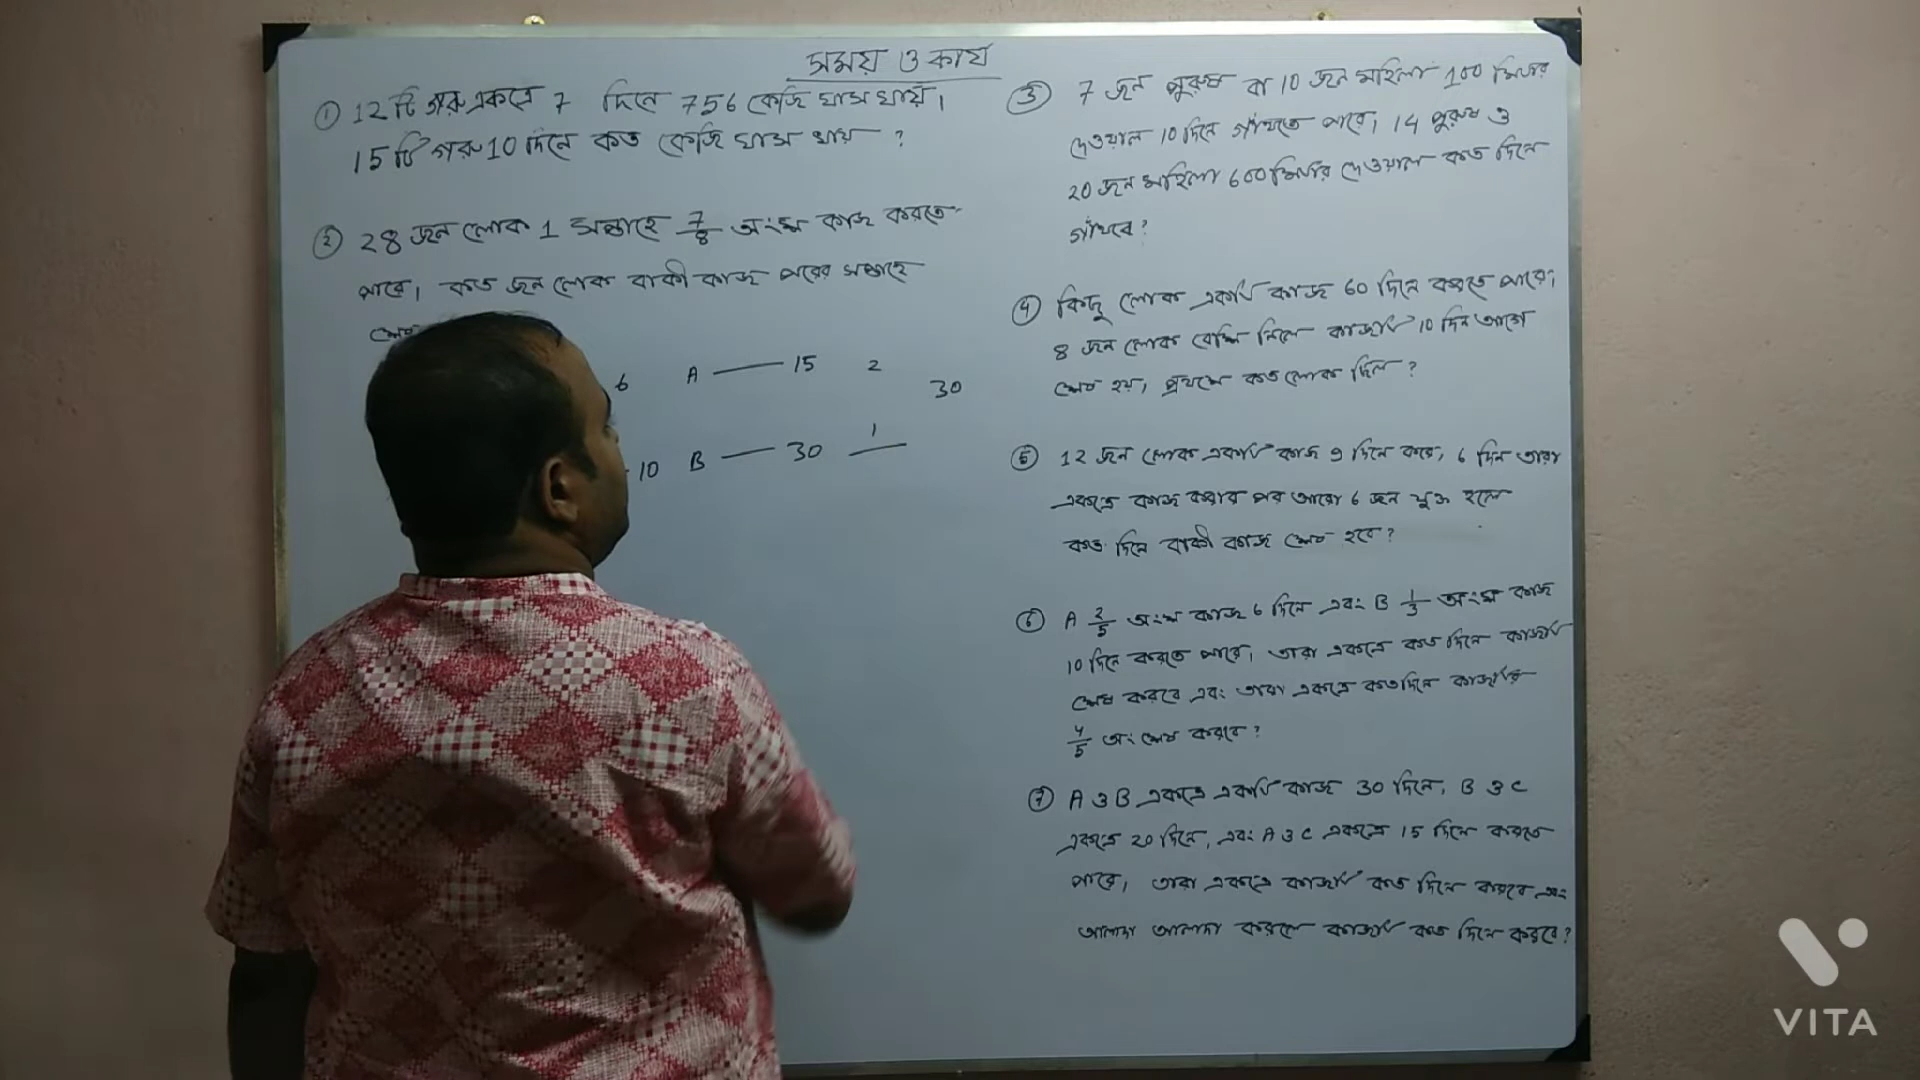 সময় ও কার্য
① 12 টি গরু একত্রে 7 দিনে 756 কেজি ঘাস খায়।
15 টি গরু 10 দিনে কত কেজি ঘাস খায় ?
② 28 জন লোক 1 সপ্তাহে 7/8 অংশ কাজ করতে
পারে। কত জন লোক বাকী কাজ পরের সপ্তাহে
6 A — 15 2
30
10 B — 30 1
③ 7 জন পুরুষ বা 10 জন মহিলা 100 মিটার
দেওয়াল 10 দিনে গাঁথতে পারে। 14 পুরুষ ও
20 জন মহিলা 600 মিটার দেওয়াল কত দিনে
গাঁথবে ?
④ কিছু লোক একটি কাজ 60 দিনে করতে পারে।
8 জন লোক বেশি নিলে কাজটি 10 দিন আগে
শেষ হয়। প্রথমে কত লোক ছিল ?
⑤ 12 জন লোক একটি কাজ 9 দিনে করে, 6 দিন তারা
একত্রে কাজ করার পর আরো 6 জন যুক্ত হলে
কত দিনে বাকী কাজ শেষ হবে ?
⑥ A 2/5 অংশ কাজ 6 দিনে এবং B 1/3 অংশ কাজ
10 দিনে করতে পারে। তারা একত্রে কত দিনে কাজটি
শেষ করবে এবং তারা একত্রে কতদিনে কাজটির
4/5 অং শেষ করবে ?
⑦ A ও B একত্রে একটি কাজ 30 দিনে, B ও C
একত্রে 20 দিনে, এবং A ও C একত্রে 15 দিনে করতে
পারে। তারা একত্রে কাজটি কত দিনে করবে এবং
আলাদা আলাদা করলে কাজটি কত দিনে করবে ?
VITA